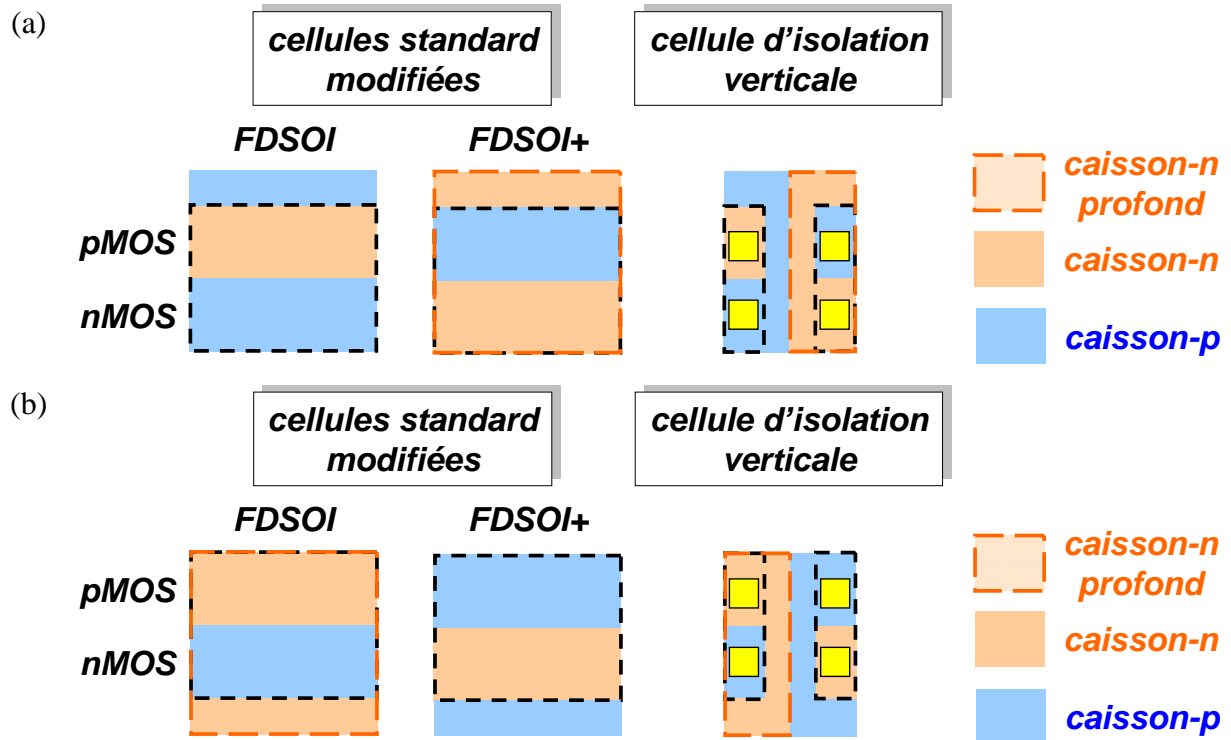 (a)
cellules standard
modifiées
cellule d'isolation
verticale
FDSOI
FDSOI+
pMOS
nMOS
caisson-n
profond
caisson-n
caisson-p
(b)
cellules standard
modifiées
cellule d'isolation
verticale
FDSOI
FDSOI+
pMOS
nMOS
caisson-n
profond
caisson-n
caisson-p